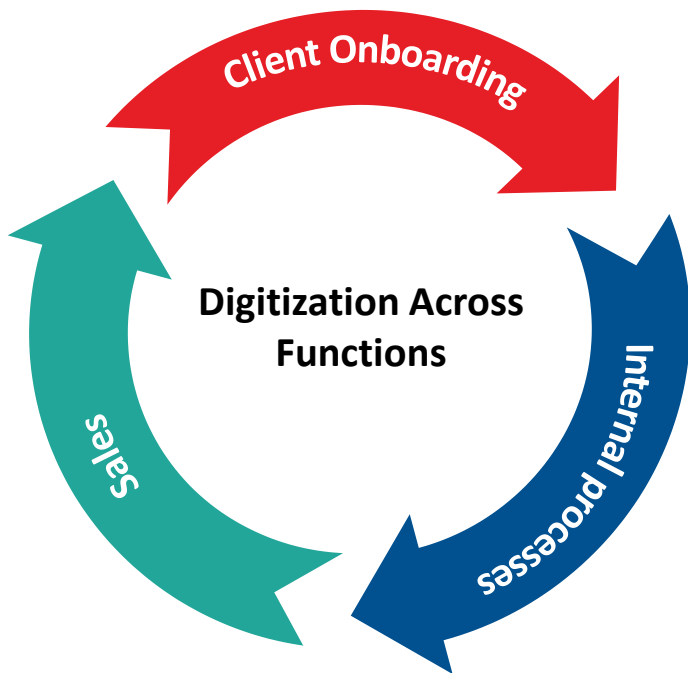 Client Onboarding
Digitization Across
Functions
Internal processes
Sales